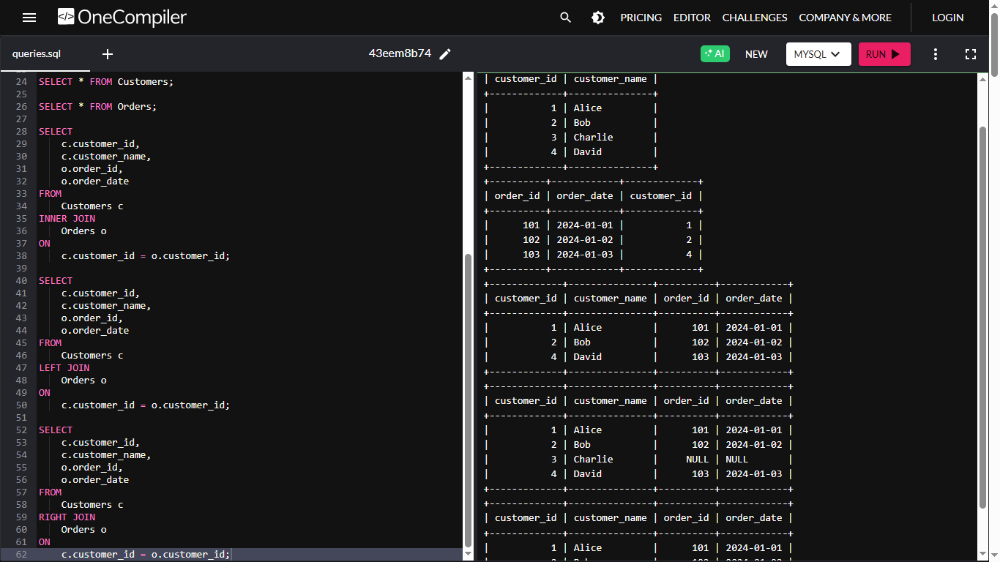 OneCompiler
PRICING EDITOR CHALLENGES COMPANY & MORE LOGIN
queries.sql + 43eem8b74 AI NEW MYSQL RUN
24 SELECT * FROM Customers;
25
26 SELECT * FROM Orders;
27
28 SELECT
29     c.customer_id,
30     c.customer_name,
31     o.order_id,
32     o.order_date
33 FROM
34     Customers c
35 INNER JOIN
36     Orders o
37 ON
38     c.customer_id = o.customer_id;
39
40 SELECT
41     c.customer_id,
42     c.customer_name,
43     o.order_id,
44     o.order_date
45 FROM
46     Customers c
47 LEFT JOIN
48     Orders o
49 ON
50     c.customer_id = o.customer_id;
51
52 SELECT
53     c.customer_id,
54     c.customer_name,
55     o.order_id,
56     o.order_date
57 FROM
58     Customers c
59 RIGHT JOIN
60     Orders o
61 ON
62     c.customer_id = o.customer_id;
| customer_id | customer_name |
+-------------+---------------+
|           1 | Alice         |
|           2 | Bob           |
|           3 | Charlie       |
|           4 | David         |
+-------------+---------------+
+----------+------------+-------------+
| order_id | order_date | customer_id |
+----------+------------+-------------+
|      101 | 2024-01-01 |           1 |
|      102 | 2024-01-02 |           2 |
|      103 | 2024-01-03 |           4 |
+----------+------------+-------------+
+-------------+---------------+----------+------------+
| customer_id | customer_name | order_id | order_date |
+-------------+---------------+----------+------------+
|           1 | Alice         |      101 | 2024-01-01 |
|           2 | Bob           |      102 | 2024-01-02 |
|           4 | David         |      103 | 2024-01-03 |
+-------------+---------------+----------+------------+
+-------------+---------------+----------+------------+
| customer_id | customer_name | order_id | order_date |
+-------------+---------------+----------+------------+
|           1 | Alice         |      101 | 2024-01-01 |
|           2 | Bob           |      102 | 2024-01-02 |
|           3 | Charlie       |     NULL | NULL       |
|           4 | David         |      103 | 2024-01-03 |
+-------------+---------------+----------+------------+
+-------------+---------------+----------+------------+
| customer_id | customer_name | order_id | order_date |
+-------------+---------------+----------+------------+
|           1 | Alice         |      101 | 2024-01-01 |